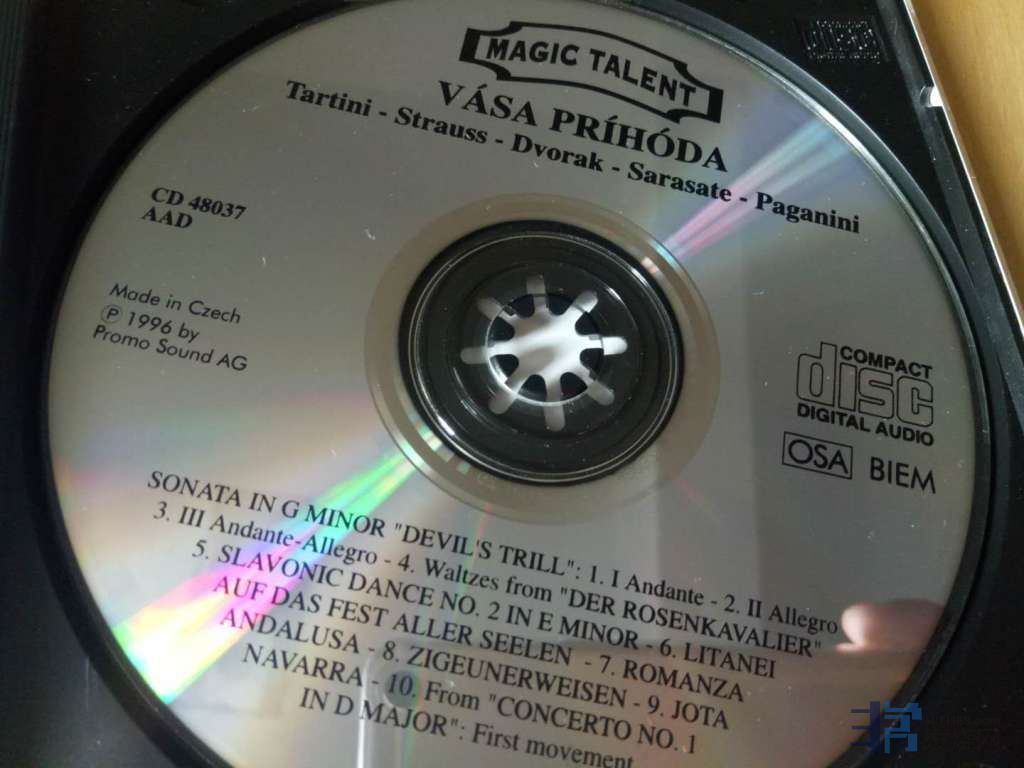 MAGIC TALENT
VÁSA PRÍHÓDA
Tartini - Strauss - Dvorak - Sarasate - Paganini
CD 48037
AAD
Made in Czech
Ⓟ 1996 by
Promo Sound AG
COMPACT
disc
DIGITAL AUDIO
OSA BIEM
SONATA IN G MINOR "DEVIL'S TRILL": 1. I Andante - 2. II Allegro
3. III Andante-Allegro - 4. Waltzes from "DER ROSENKAVALIER"
5. SLAVONIC DANCE NO. 2 IN E MINOR - 6. LITANEI
AUF DAS FEST ALLER SEELEN - 7. ROMANZA
ANDALUSA - 8. ZIGEUNERWEISEN - 9. JOTA
NAVARRA - 10. From "CONCERTO NO. 1
IN D MAJOR": First movement